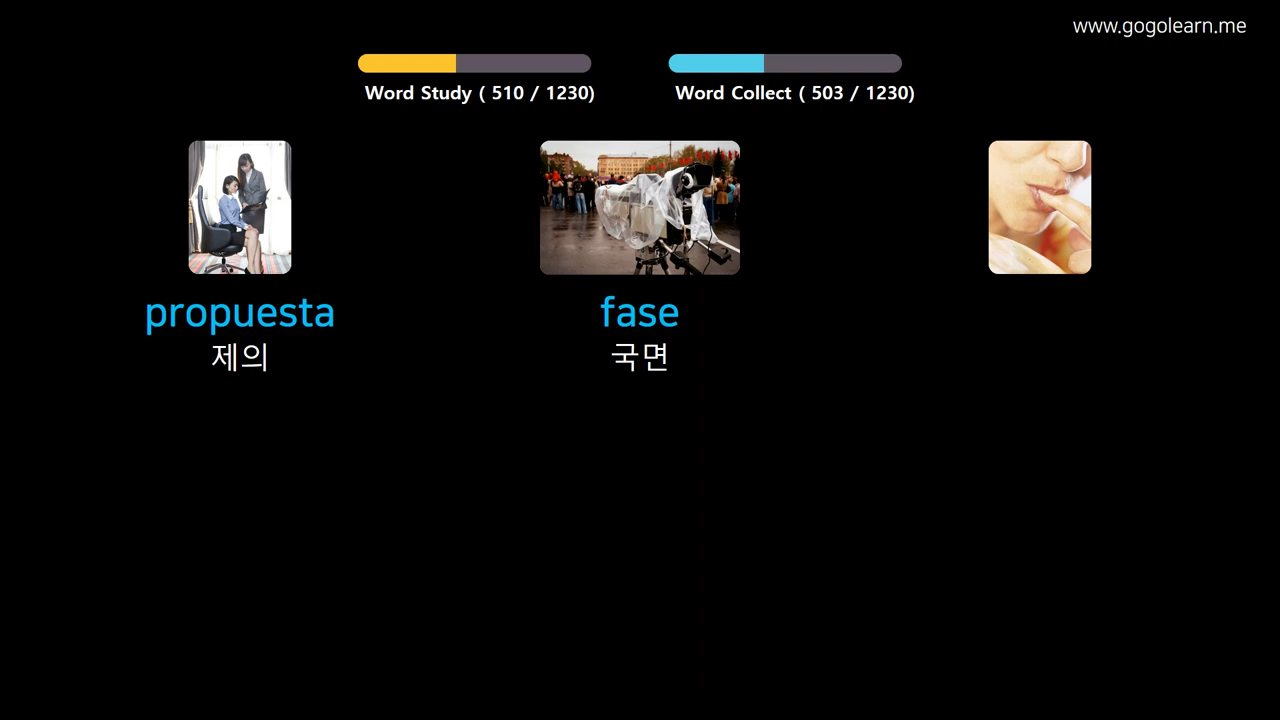 www.gogolearn.me
Word Study ( 510 / 1230)
Word Collect ( 503 / 1230)
propuesta
fase
제의
국면